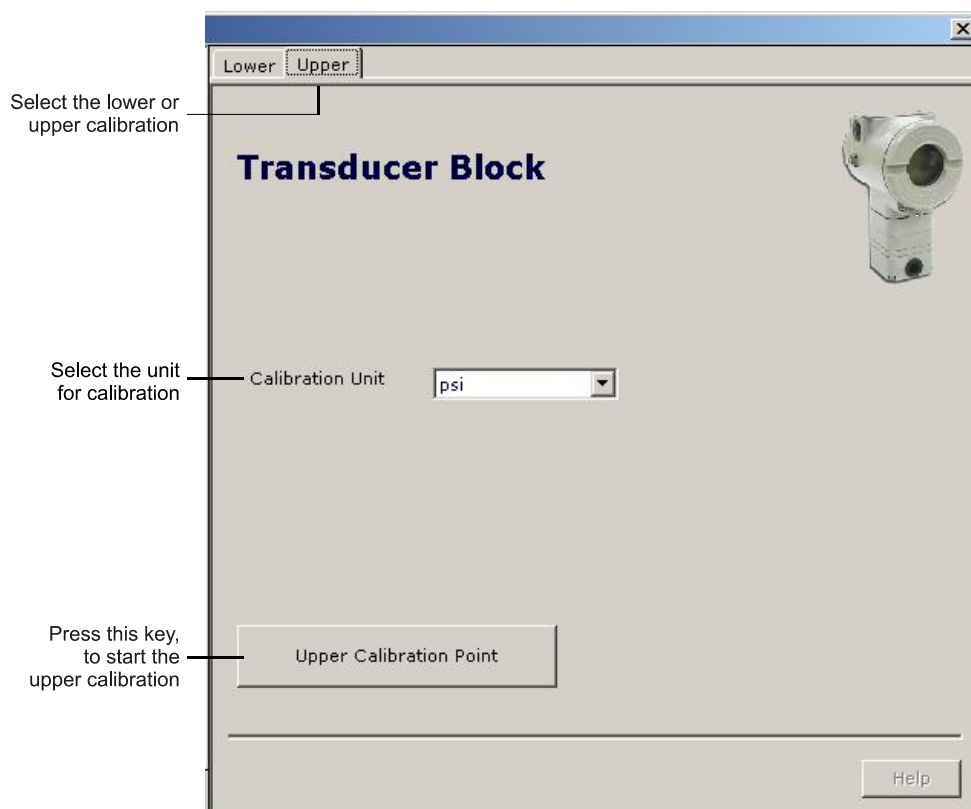 Lower
Upper
Select the lower or
upper calibration
Transducer Block
Select the unit
for calibration
Calibration Unit
psi
Press this key,
to start the
upper calibration
Upper Calibration Point
Help